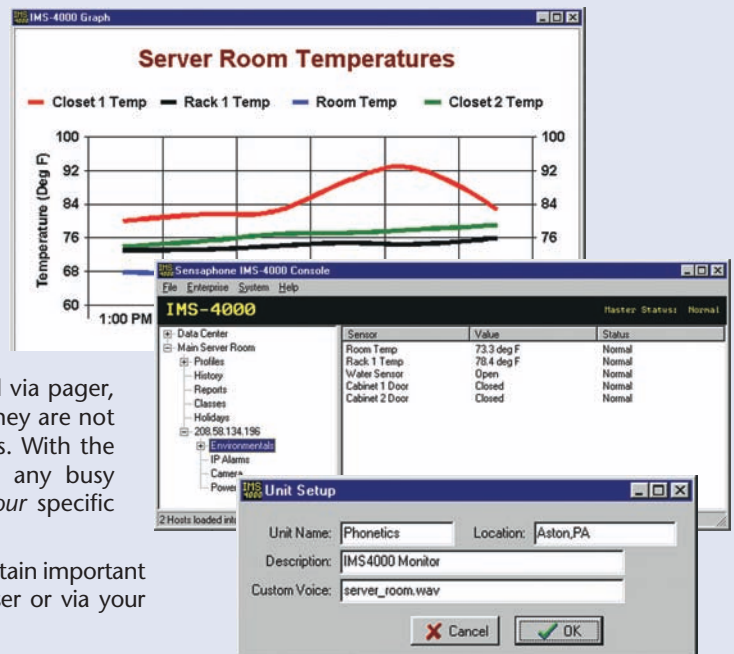 IMS-4000 Graph
Server Room Temperatures
Closet 1 Temp Rack 1 Temp Room Temp Closet 2 Temp
Temperature (Deg F)
100 100
92 92
84 84
76 76
68
60
1:00 PM
Sensaphone IMS-4000 Console
File Enterprise System Help
IMS-4000 Master Status: Normal
Data Center
Main Server Room
Profiles
History
Reports
Classes
Holidays
208.58.134.196
Environmentals
IP Alarms
Camera
Power
2 Hosts loaded
Sensor Value Status
Room Temp 73.3 deg F Normal
Rack 1 Temp 78.4 deg F Normal
Water Sensor Open Normal
Cabinet 1 Door Closed Normal
Cabinet 2 Door Closed Normal
via pager,
hey are not
s. With the
any busy
our specific
tain important
ser or via your
IMS 4000 Unit Setup
Unit Name: Phonetics Location: Aston,PA
Description: IMS4000 Monitor
Custom Voice: server_room.wav
Cancel OK